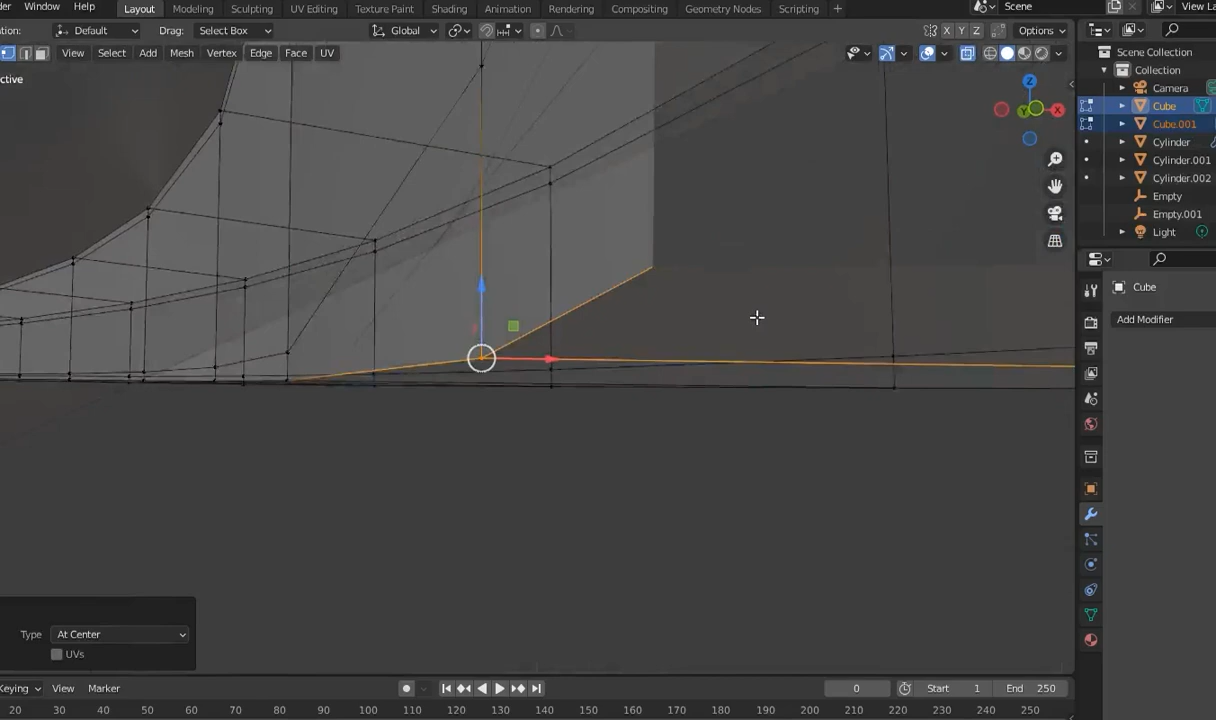 Window Help Layout Modeling Sculpting UV Editing Texture Paint Shading Animation Rendering Compositing Geometry Nodes Scripting + Scene
Default Drag: Select Box Global X Y Z Options
View Select Add Mesh Vertex Edge Face UV
Scene Collection
Collection
Camera
Cube
Cube.001
Cylinder
Cylinder.001
Cylinder.002
Empty
Empty.001
Light
Z
X
Y
Cube
Add Modifier
Type At Center
UVs
Keying View Marker 0 Start 1 End 250
20 30 40 50 60 70 80 90 100 110 120 130 140 150 160 170 180 190 200 210 220 230 240 250